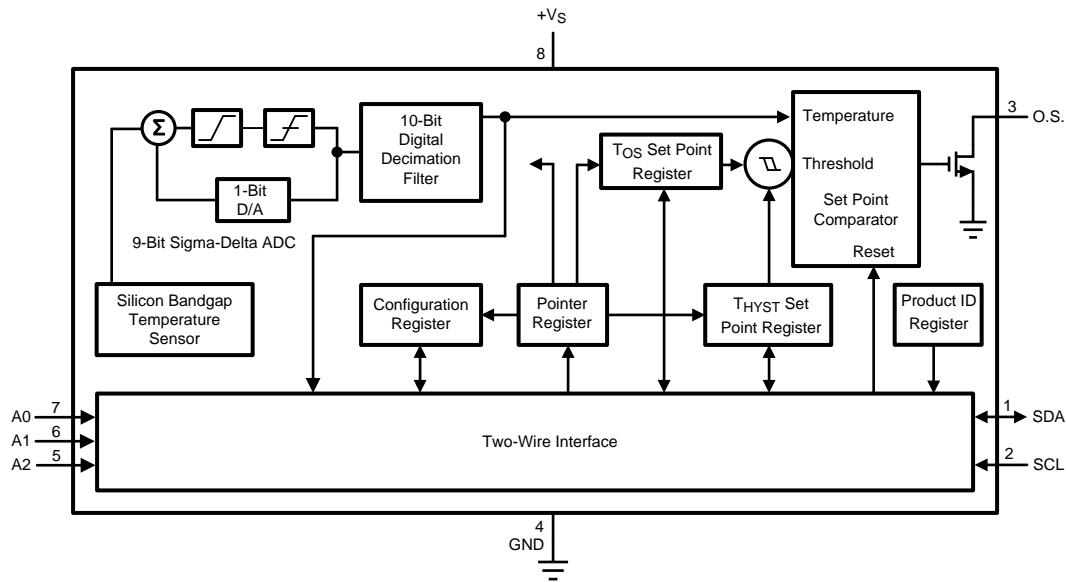 +VS
8
3
O.S.
Σ
10-Bit
Digital
Decimation
Filter
Temperature
TOS Set Point
Register
Threshold
1-Bit
D/A
Set Point
Comparator
9-Bit Sigma-Delta ADC
Reset
Silicon Bandgap
Temperature
Sensor
Configuration
Register
Pointer
Register
THYST Set
Point Register
Product ID
Register
A0
7
A1
6
A2
5
Two-Wire Interface
1
SDA
2
SCL
4
GND